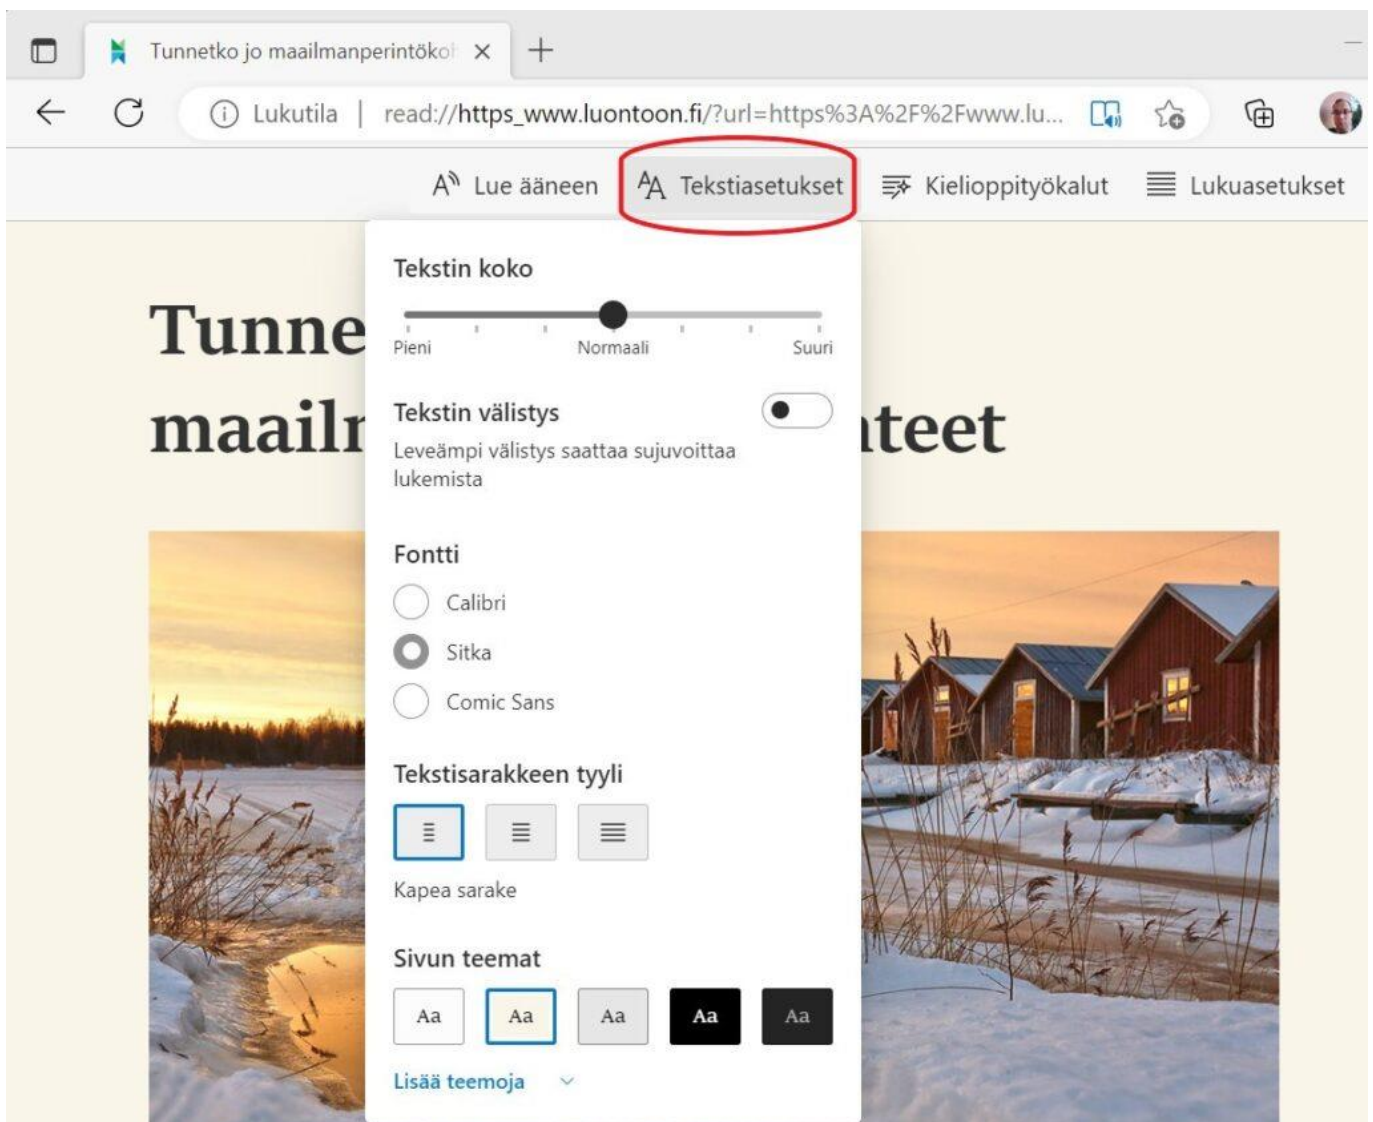 Tunnetko jo maailmanperintökoh
Lukutila | read://https_www.luontoon.fi/?url=https%3A%2F%2Fwww.lu...
Lue ääneen Tekstiasetukset Kielioppityökalut Lukuasetukset
Tekstin koko
Pieni Normaali Suuri
Tunne
maailm teet
Tekstin välistys
Leveämpi välistys saattaa sujuvoittaa
lukemista
Fontti
Calibri
Sitka
Comic Sans
Tekstisarakkeen tyyli
Kapea sarake
Sivun teemat
Aa Aa Aa Aa Aa
Lisää teemoja